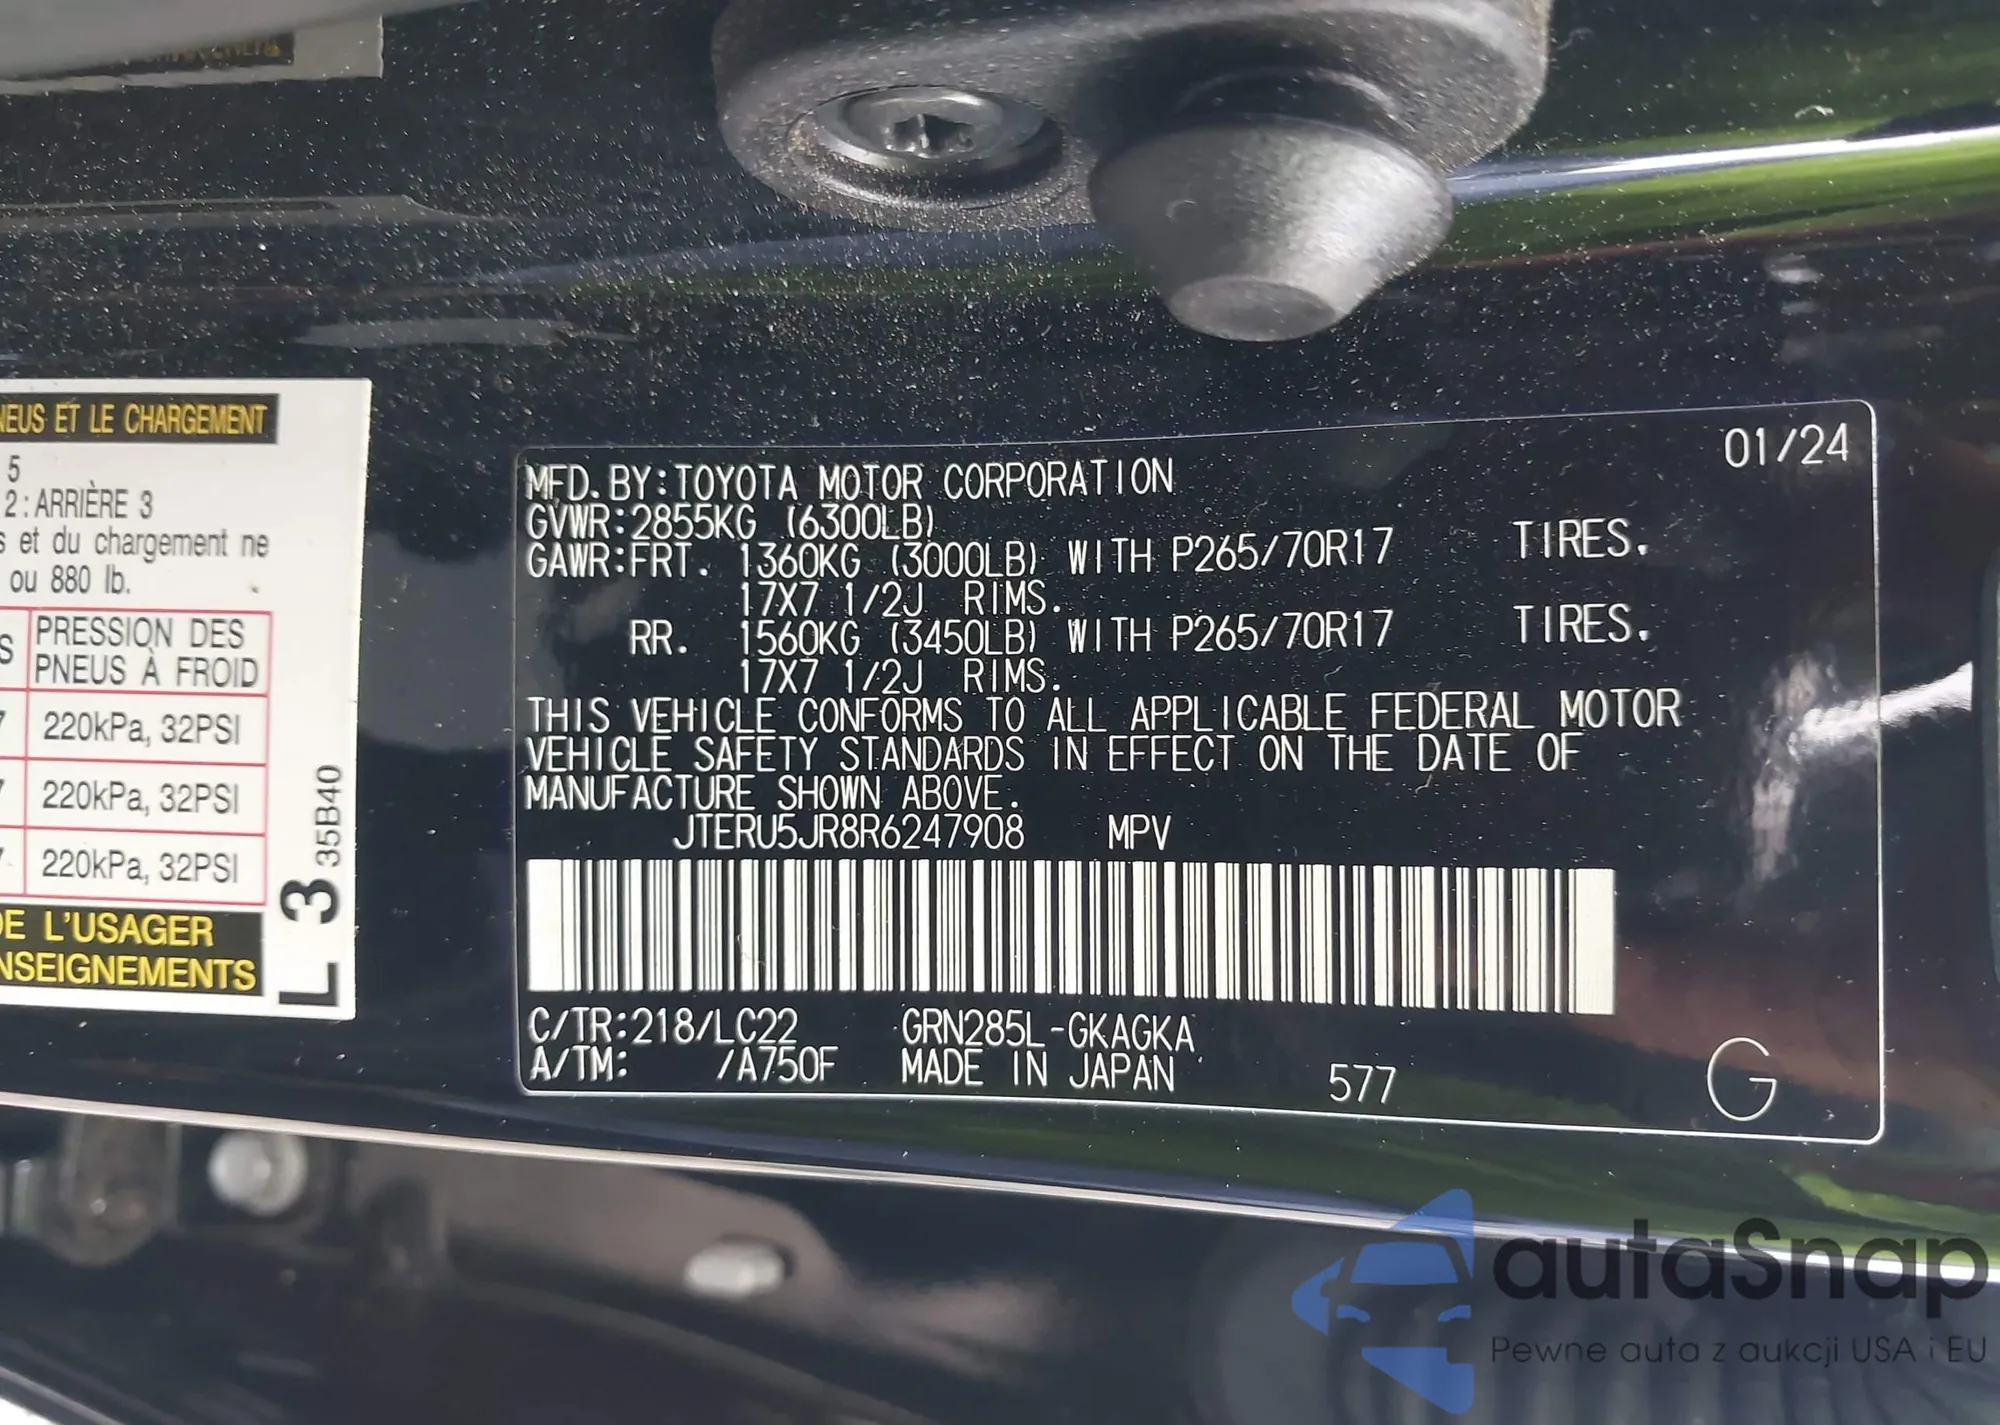 NEUS ET LE CHARGEMENT
5
2: ARRIÈRE 3
s et du chargement ne
ou 880 lb.
S PRESSION DES
PNEUS À FROID
7 220kPa, 32PSI
7 220kPa, 32PSI
7 220kPa, 32PSI
DE L'USAGER
NSEIGNEMENTS
L 3 35B40
01/24
MFD. BY: TOYOTA MOTOR CORPORATION
GVWR: 2855KG (6300LB)
GAWR: FRT. 1360KG (3000LB) WITH P265/70R17 TIRES.
17X7 1/2J RIMS.
RR. 1560KG (3450LB) WITH P265/70R17 TIRES.
17X7 1/2J RIMS.
THIS VEHICLE CONFORMS TO ALL APPLICABLE FEDERAL MOTOR
VEHICLE SAFETY STANDARDS IN EFFECT ON THE DATE OF
MANUFACTURE SHOWN ABOVE.
JTERU5JR8R6247908 MPV
C/TR: 218/LC22 GRN285L-GKAGKA
A/TM: /A750F MADE IN JAPAN 577 G
autaSnap
Pewne auta z aukcji USA i EU